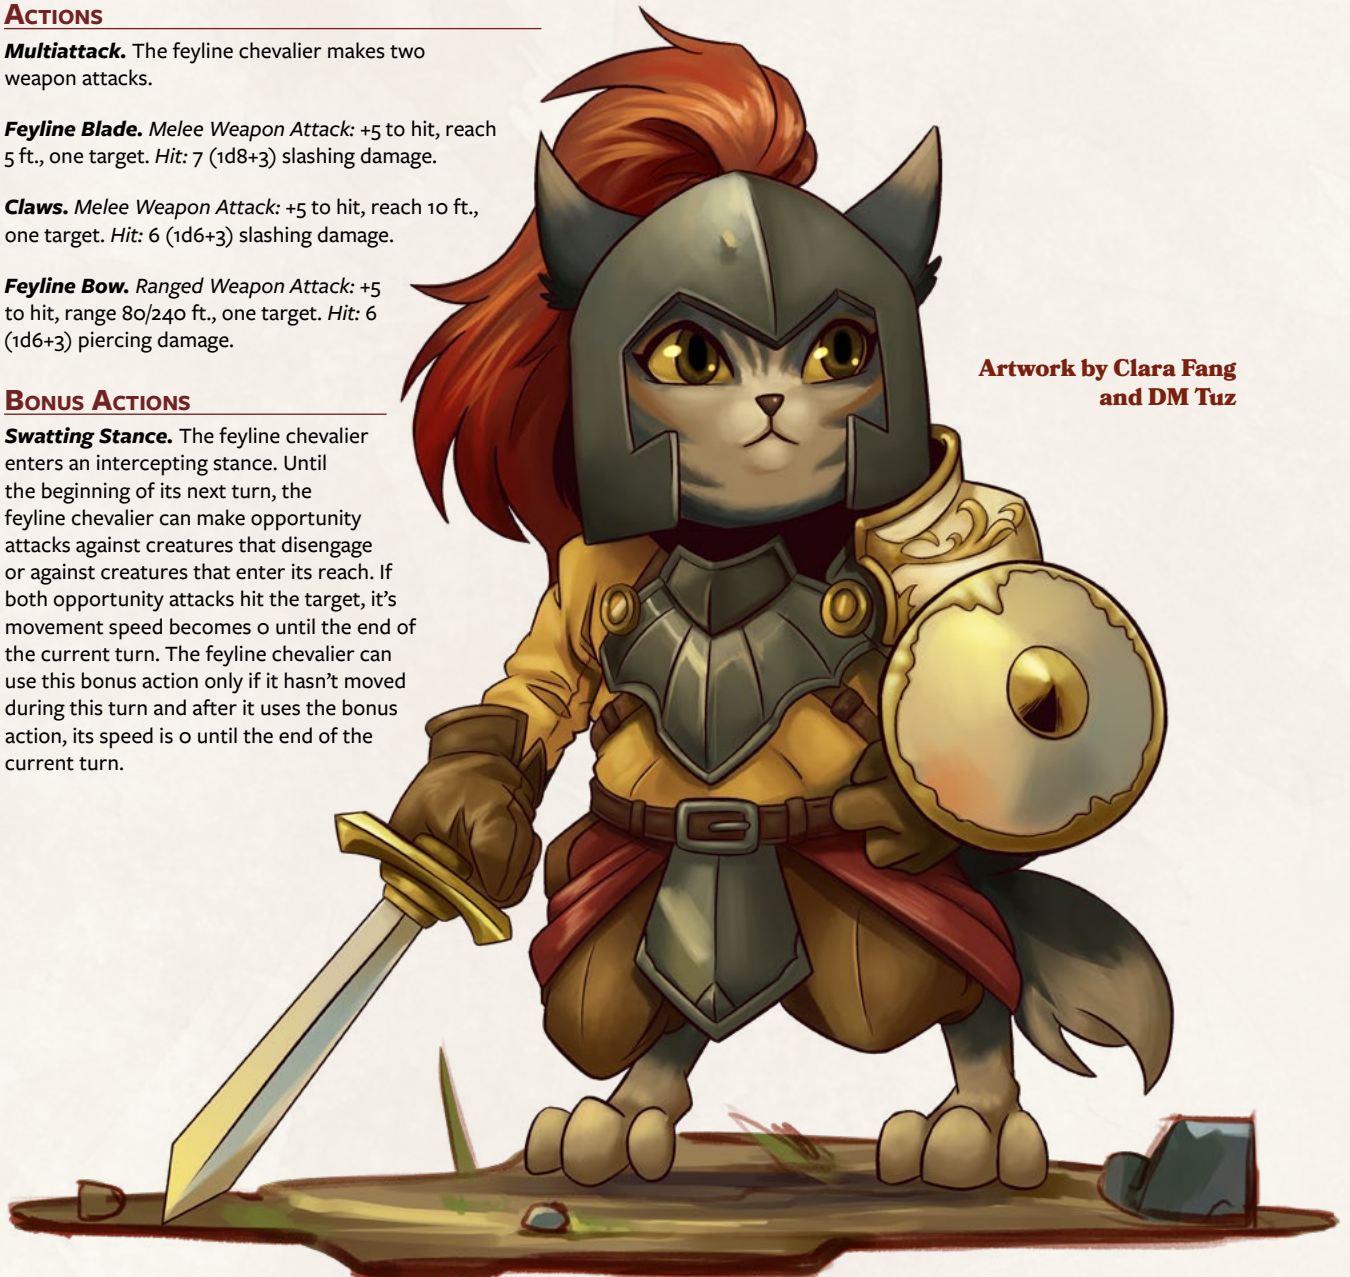 Actions
Multiattack. The feyline chevalier makes two
weapon attacks.
Feyline Blade. Melee Weapon Attack: +5 to hit, reach
5 ft., one target. Hit: 7 (1d8+3) slashing damage.
Claws. Melee Weapon Attack: +5 to hit, reach 10 ft.,
one target. Hit: 6 (1d6+3) slashing damage.
Feyline Bow. Ranged Weapon Attack: +5
to hit, range 80/240 ft., one target. Hit: 6
(1d6+3) piercing damage.
Bonus Actions
Swatting Stance. The feyline chevalier
enters an intercepting stance. Until
the beginning of its next turn, the
feyline chevalier can make opportunity
attacks against creatures that disengage
or against creatures that enter its reach. If
both opportunity attacks hit the target, it's
movement speed becomes 0 until the end of
the current turn. The feyline chevalier can
use this bonus action only if it hasn't moved
during this turn and after it uses the bonus
action, its speed is 0 until the end of the
current turn.
Artwork by Clara Fang
and DM Tuz